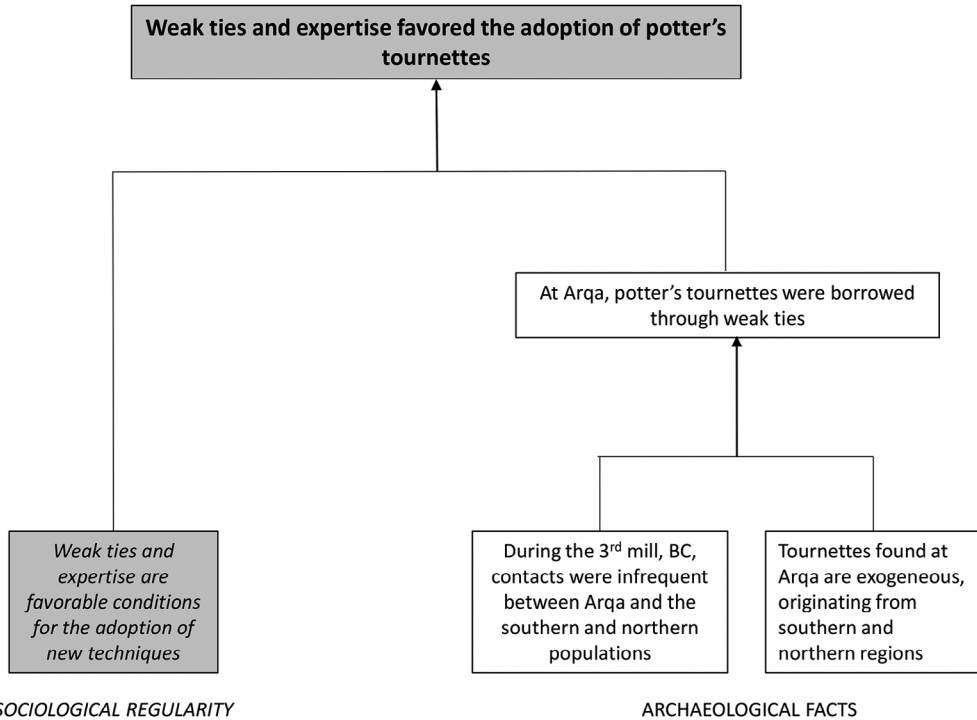 Weak ties and expertise favored the adoption of potter’s
tournettes
At Arqa, potter’s tournettes were borrowed
through weak ties
Weak ties and
expertise are
favorable conditions
for the adoption of
new techniques
During the 3rd mill, BC,
contacts were infrequent
between Arqa and the
southern and northern
populations
Tournettes found at
Arqa are exogeneous,
originating from
southern and
northern regions
SOCIOLOGICAL REGULARITY
ARCHAEOLOGICAL FACTS